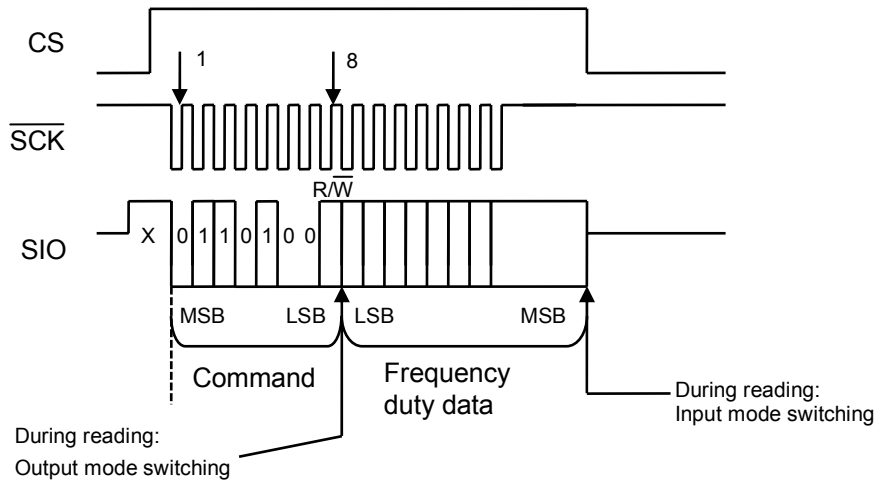 CS
1
8
S̅C̅K̅
R/W̅
SIO
X 0 1 1 0 1 0 0
MSB LSB LSB MSB
Command
Frequency
duty data
During reading:
Input mode switching
During reading:
Output mode switching